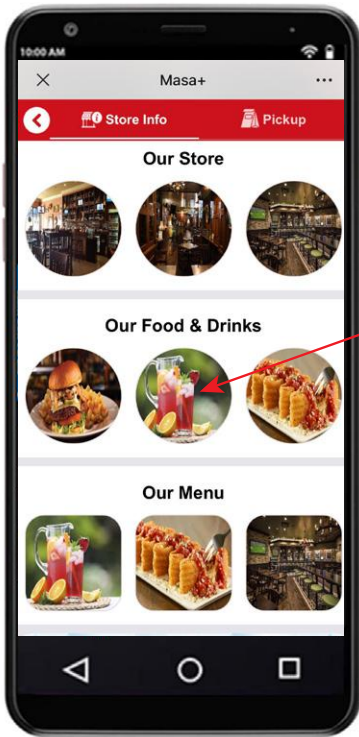 10:00 AM
Masa+
Store Info
Pickup
Our Store
Our Food & Drinks
Our Menu